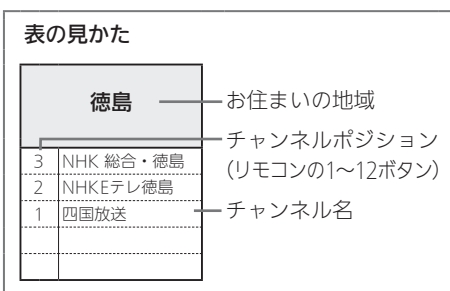 表の見かた
徳島
お住まいの地域
チャンネルポジション
(リモコンの1～12ボタン)
3 NHK 総合・徳島
2 NHKEテレ徳島
1 四国放送
チャンネル名